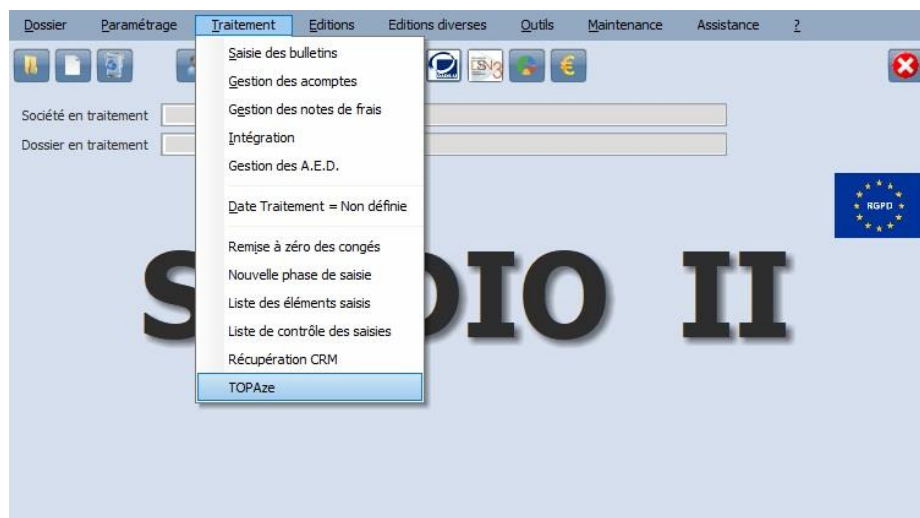 Dossier Paramétrage Traitement Editions Editions diverses Outils Maintenance Assistance ?
Société en traitement
Dossier en traitement
Saisie des bulletins
Gestion des acomptes
Gestion des notes de frais
Intégration
Gestion des A.E.D.
Date Traitement = Non définie
Remise à zéro des congés
Nouvelle phase de saisie
Liste des éléments saisis
Liste de contrôle des saisies
Récupération CRM
TOPAze
RGPD
S DIO II